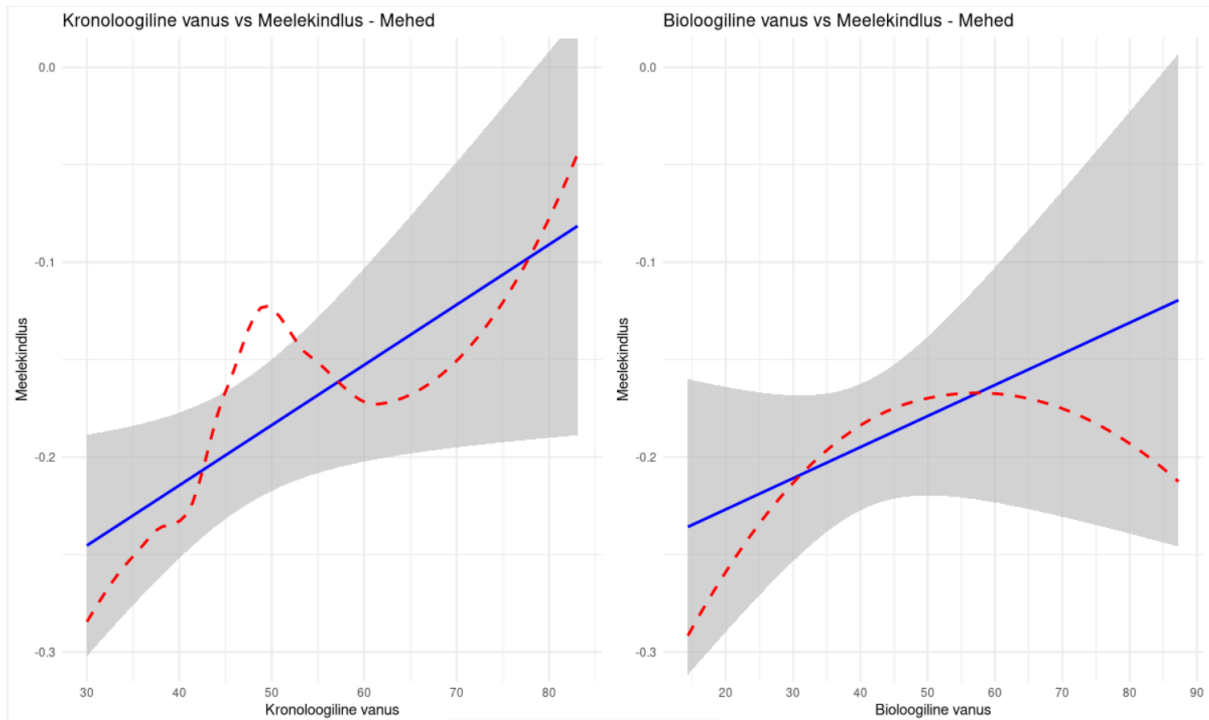 Kronoloogiline vanus vs Meelekindlus - Mehed
0.0
-0.1
-0.2
-0.3
Meelekindlus
30 40 50 60 70 80
Kronoloogiline vanus
Bioloogiline vanus vs Meelekindlus - Mehed
0.0
-0.1
-0.2
-0.3
Meelekindlus
20 30 40 50 60 70 80 90
Bioloogiline vanus